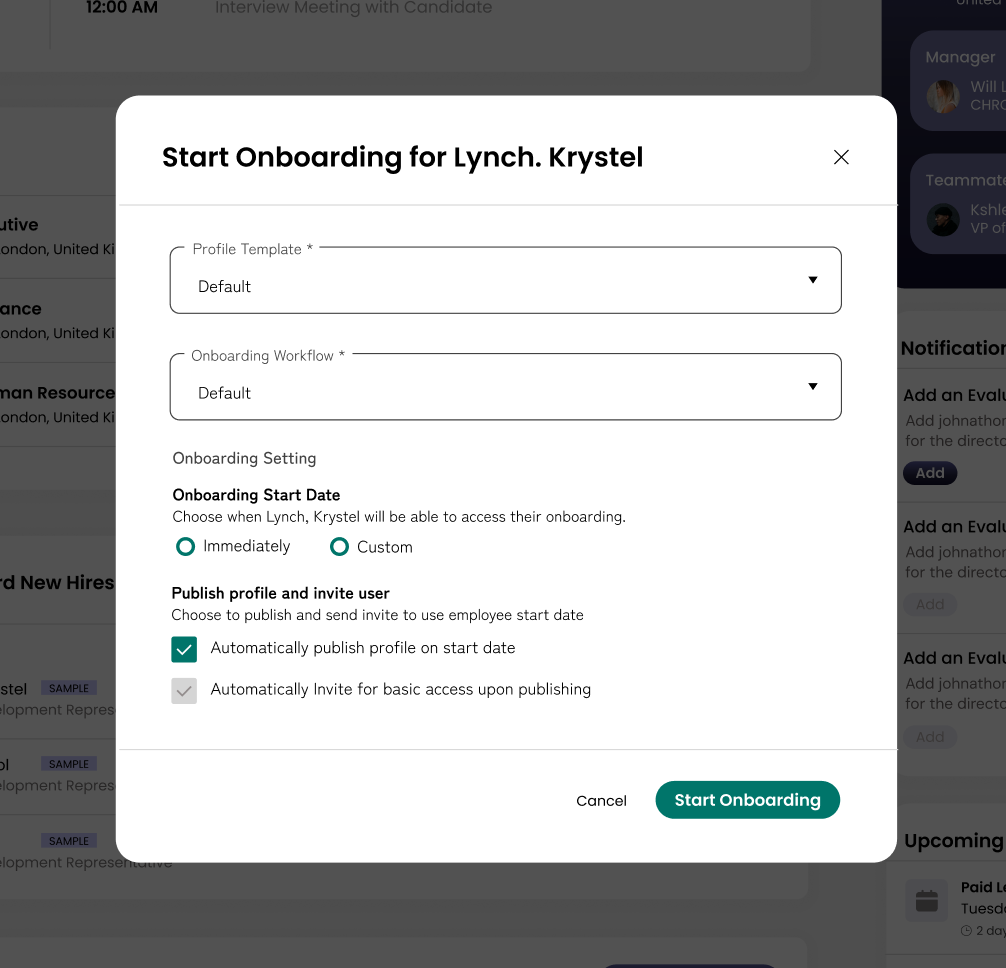 12:00 AM
Interview Meeting with Candidate
Manager
Will L
CHRO
Teammate
Kshle
VP of
Start Onboarding for Lynch. Krystel
Profile Template *
Default
Onboarding Workflow *
Default
Onboarding Setting
Onboarding Start Date
Choose when Lynch, Krystel will be able to access their onboarding.
Immediately
Custom
Publish profile and invite user
Choose to publish and send invite to use employee start date
Automatically publish profile on start date
Automatically Invite for basic access upon publishing
Cancel
Start Onboarding
utive
ondon, United Ki
ance
ondon, United Ki
man Resource
ondon, United Ki
rd New Hires
stel
SAMPLE
elopment Repres
ol
SAMPLE
elopment Repres
SAMPLE
elopment Representative
Notification
Add an Evalu
Add johnathon
for the directo
Add
Add an Evalu
Add johnathon
for the directo
Add
Add an Evalu
Add johnathon
for the directo
Add
Upcoming
Paid Le
Tuesda
2 day